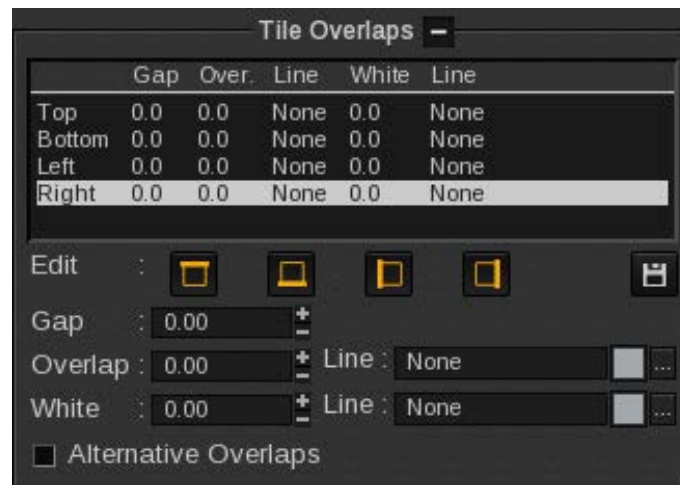 Tile Overlaps
Gap Over. Line White Line
Top 0.0 0.0 None 0.0 None
Bottom 0.0 0.0 None 0.0 None
Left 0.0 0.0 None 0.0 None
Right 0.0 0.0 None 0.0 None
Edit :
Gap : 0.00
Overlap : 0.00 Line : None ...
White : 0.00 Line : None ...
Alternative Overlaps